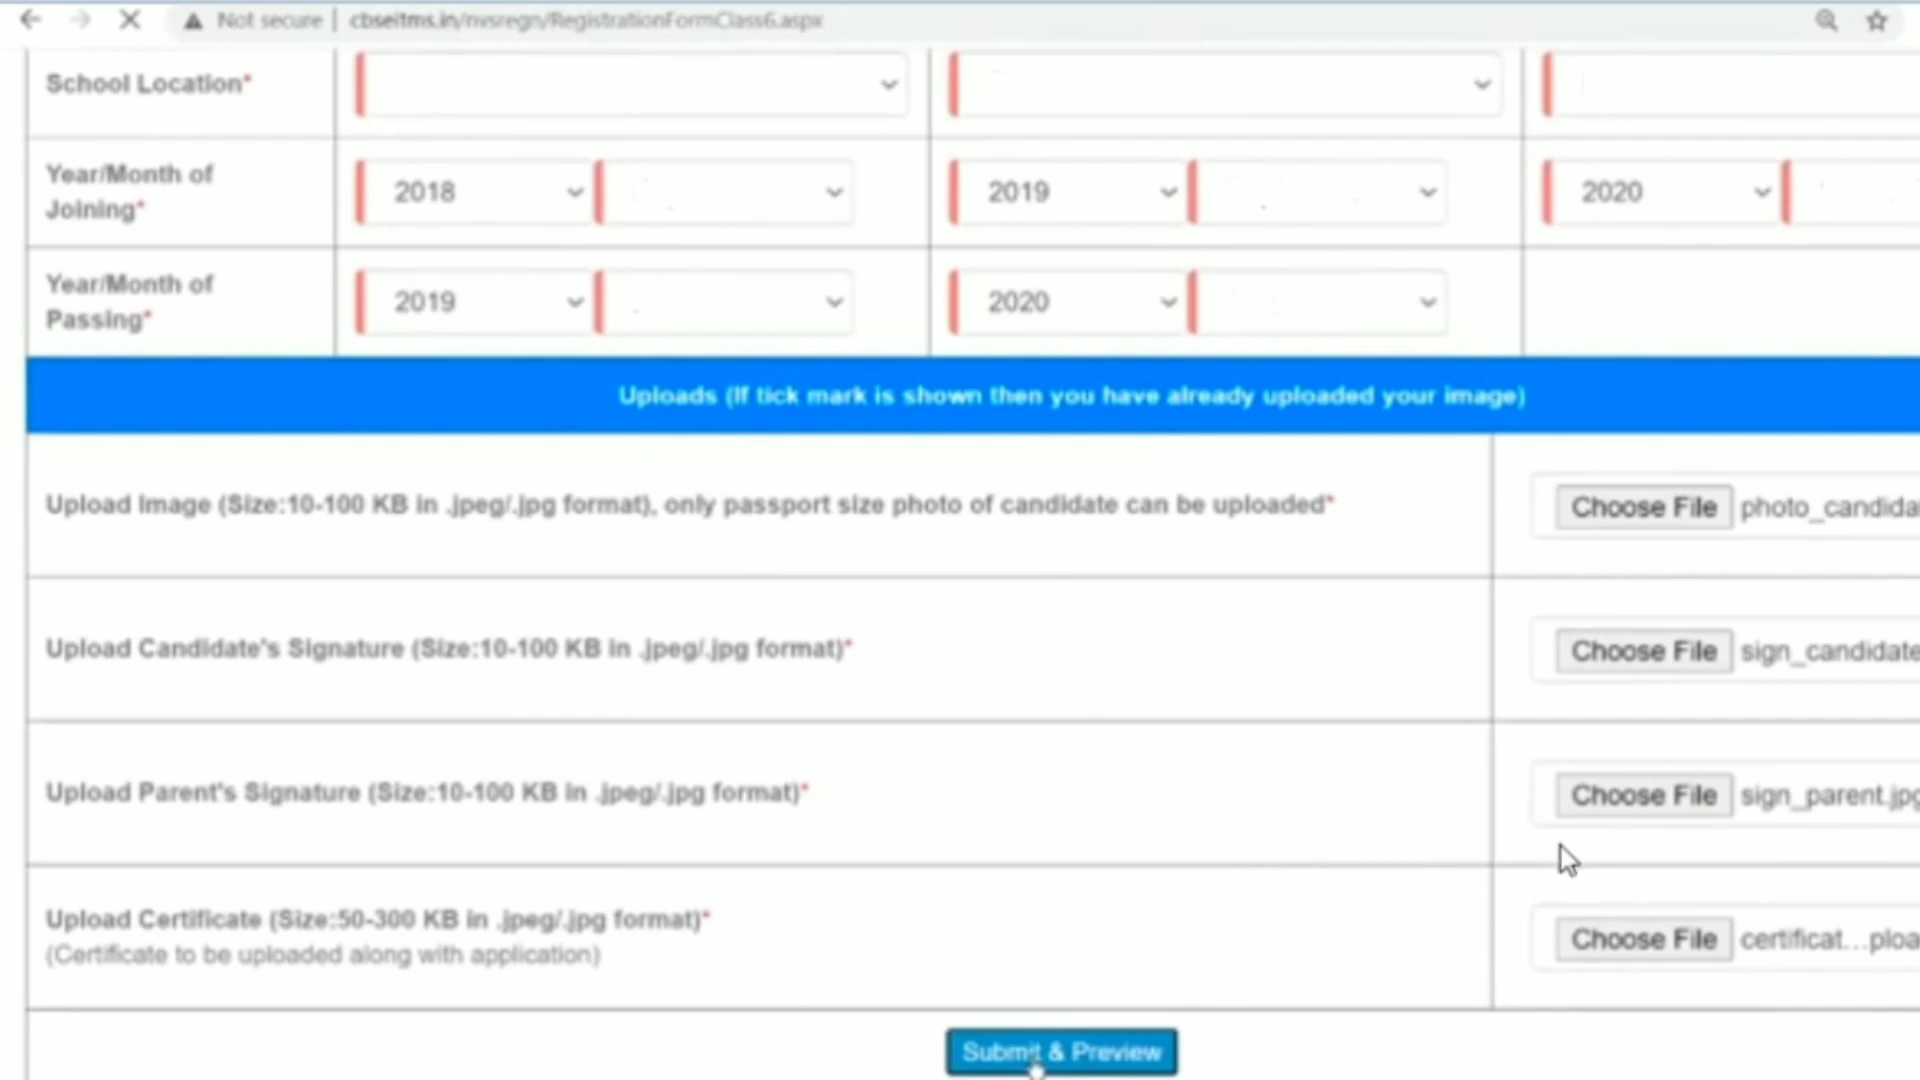 Not secure | cbseitms.in/nvsregn/RegistrationFormClass6.aspx
School Location*
Year/Month of
Joining*
2018
2019
2020
Year/Month of
Passing*
2019
2020
Uploads (If tick mark is shown then you have already uploaded your image)
Upload Image (Size:10-100 KB in .jpeg/.jpg format), only passport size photo of candidate can be uploaded*
Choose File photo_candida
Upload Candidate's Signature (Size:10-100 KB in .jpeg/.jpg format)*
Choose File sign_candidate
Upload Parent's Signature (Size:10-100 KB in .jpeg/.jpg format)*
Choose File sign_parent.jpg
Upload Certificate (Size:50-300 KB in .jpeg/.jpg format)*
(Certificate to be uploaded along with application)
Choose File certificat...ploa
Submit & Preview